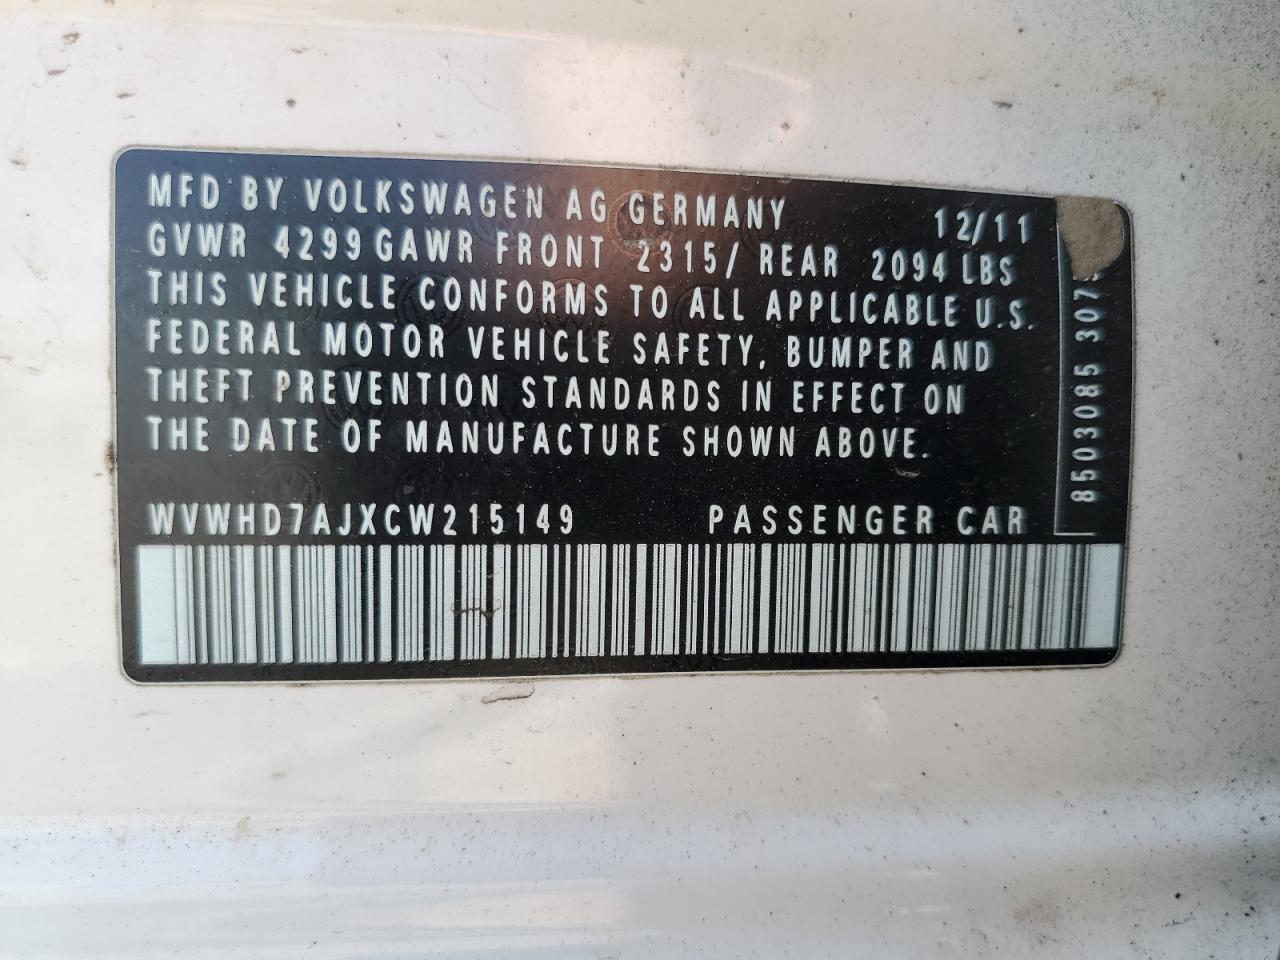 MFD BY VOLKSWAGEN AG GERMANY 12/11
GVWR 4299 GAWR FRONT 2315/ REAR 2094 LBS
THIS VEHICLE CONFORMS TO ALL APPLICABLE U.S.
FEDERAL MOTOR VEHICLE SAFETY, BUMPER AND
THEFT PREVENTION STANDARDS IN EFFECT ON
THE DATE OF MANUFACTURE SHOWN ABOVE.
WVWHD7AJXCW215149 PASSENGER CAR
8503085